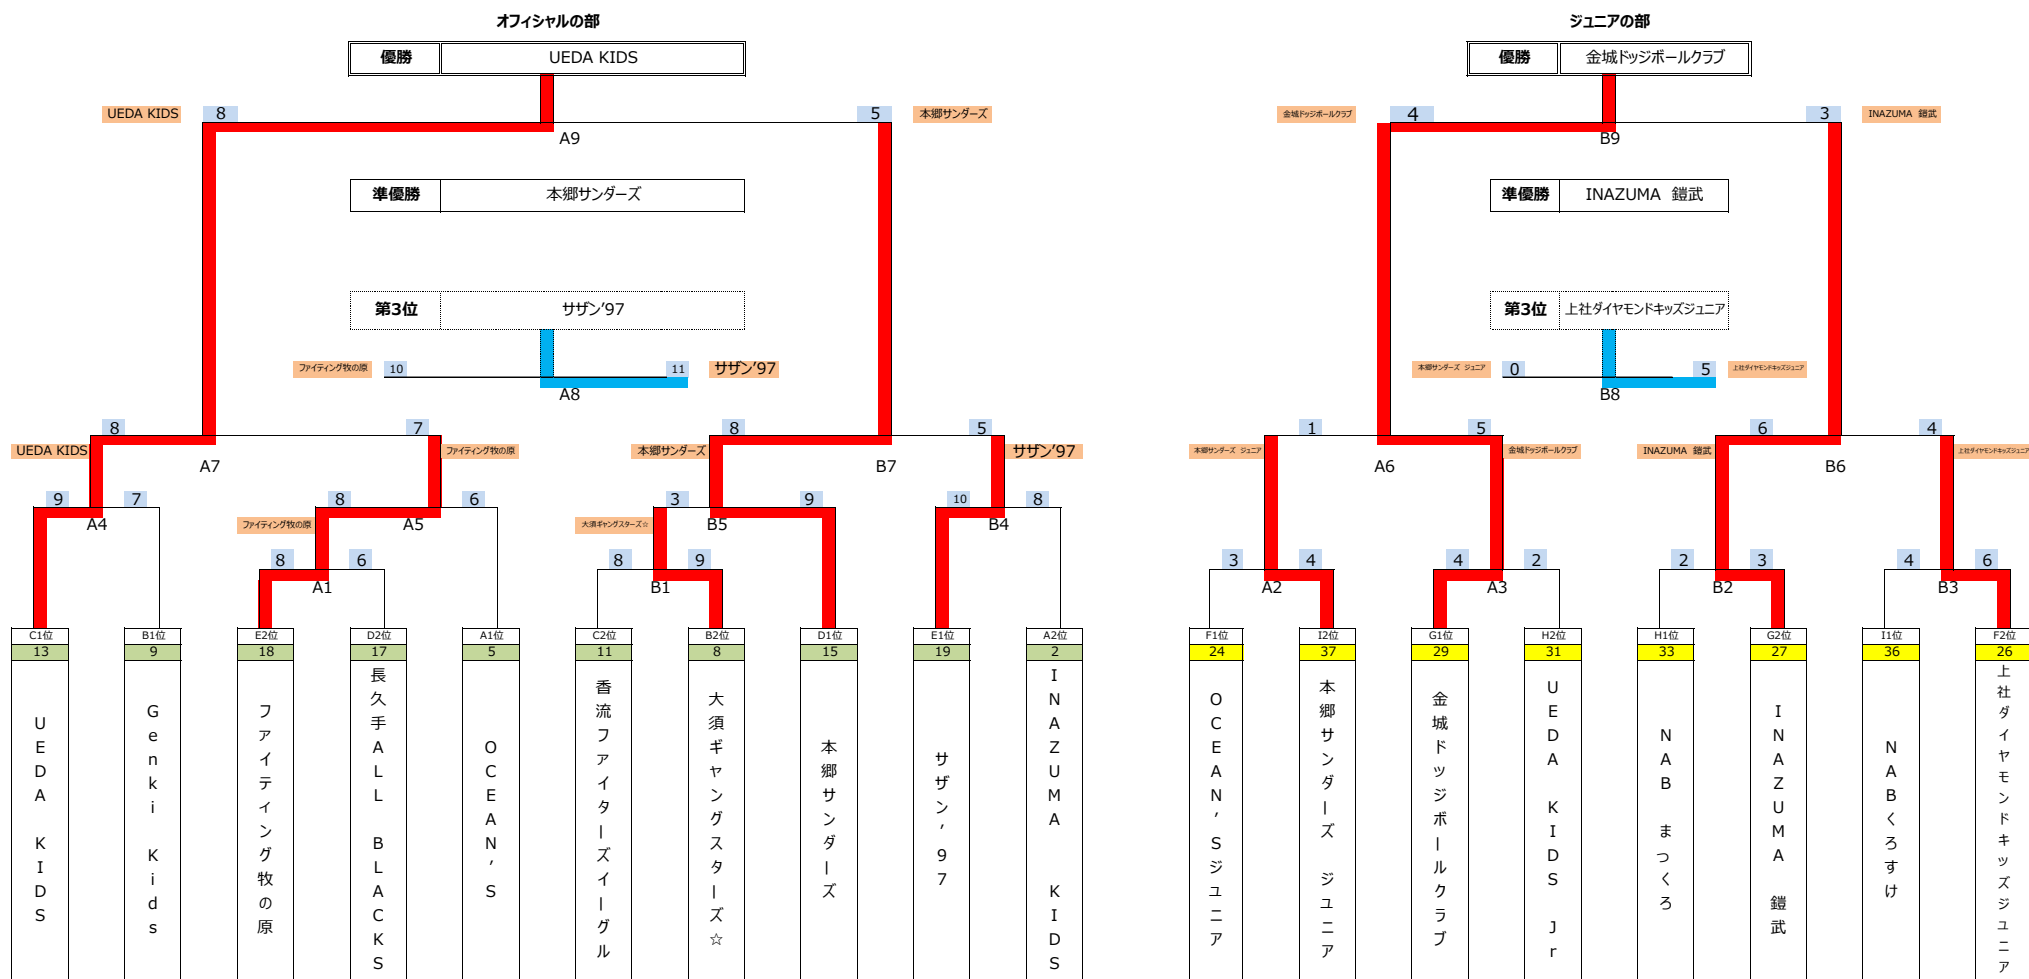 オフィシャルの部
優勝 UEDA KIDS
UEDA KIDS 8 5 本郷サンダーズ
A9
準優勝 本郷サンダーズ
第3位 サザン’97
ファイティング牧の原 10 11 サザン’97
A8
8 7 8 5
UEDA KIDS ファイティング牧の原 本郷サンダーズ サザン’97
A7 B7
9 7 8 6 3 9 10 8
A4 ファイティング牧の原 A5 大須ギャングスターズ☆ B5 B4
8 6 8 9
A1 B1
C1位 B1位 E2位 D2位 A1位 C2位 B2位 D1位 E1位 A2位
13 9 18 17 5 11 8 15 19 2
UEDA KIDS
Genki Kids
ファイティング牧の原
長久手ALL BLACKS
OCEAN’S
香流ファイターズイーグル
大須ギャングスターズ☆
本郷サンダーズ
サザン’97
INAZUMA KIDS
ジュニアの部
優勝 金城ドッジボールクラブ
金城ドッジボールクラブ 4 3 INAZUMA 鎧武
B9
準優勝 INAZUMA 鎧武
第3位 上社ダイヤモンドキッズジュニア
本郷サンダーズ ジュニア 0 5 上社ダイヤモンドキッズジュニア
B8
1 5 6 4
本郷サンダーズ ジュニア 金城ドッジボールクラブ INAZUMA 鎧武 上社ダイヤモンドキッズジュニア
A6 B6
3 4 4 2 2 3 4 6
A2 A3 B2 B3
F1位 I2位 G1位 H2位 H1位 G2位 I1位 F2位
24 37 29 31 33 27 36 26
OCEAN’Sジュニア
本郷サンダーズ ジュニア
金城ドッジボールクラブ
UEDA KIDS Jr
NAB まつくろ
INAZUMA 鎧武
NABくろすけ
上社ダイヤモンドキッズジュニア